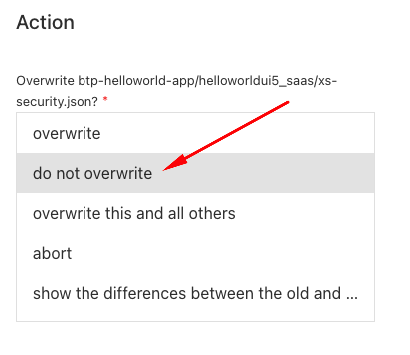 Action
Overwrite btp-helloworld-app/helloworldui5_saas/xs-
security.json? *
overwrite
do not overwrite
overwrite this and all others
abort
show the differences between the old and ...